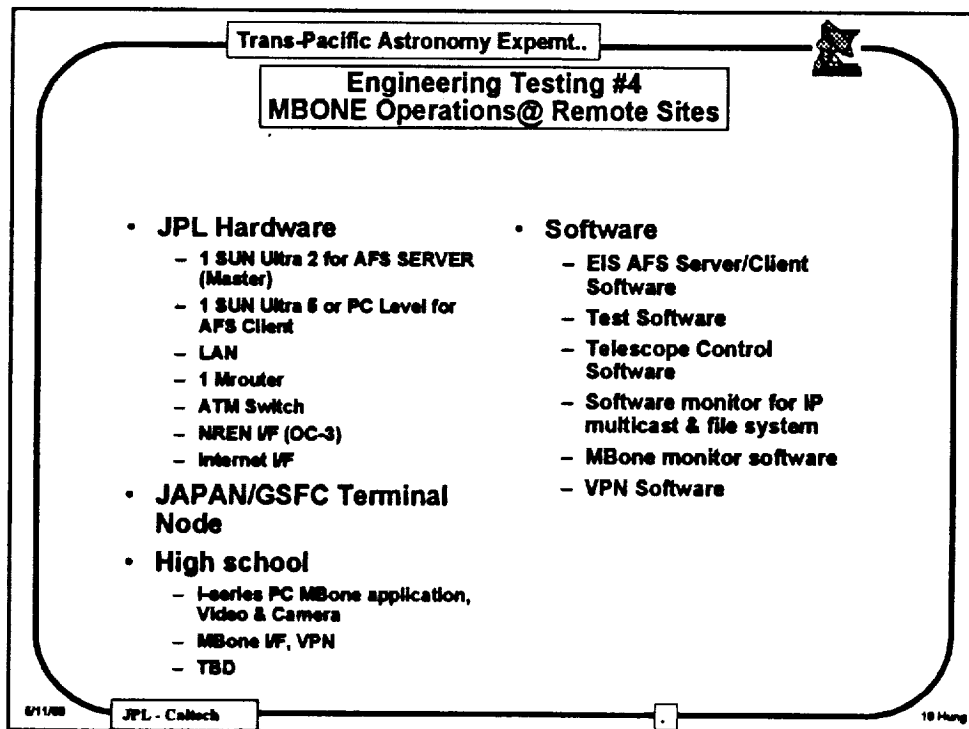 Trans-Pacific Astronomy Expemt..
Engineering Testing #4
MBONE Operations@ Remote Sites
• JPL Hardware
– 1 SUN Ultra 2 for AFS SERVER
(Master)
– 1 SUN Ultra 5 or PC Level for
AFS Client
– LAN
– 1 Mrouter
– ATM Switch
– NREN I/F (OC-3)
– Internet I/F
• JAPAN/GSFC Terminal
Node
• High school
– I-series PC MBone application,
Video & Camera
– MBone I/F, VPN
– TBD
• Software
– EIS AFS Server/Client
Software
– Test Software
– Telescope Control
Software
– Software monitor for IP
multicast & file system
– MBone monitor software
– VPN Software
JPL - Caltech
.
Hung